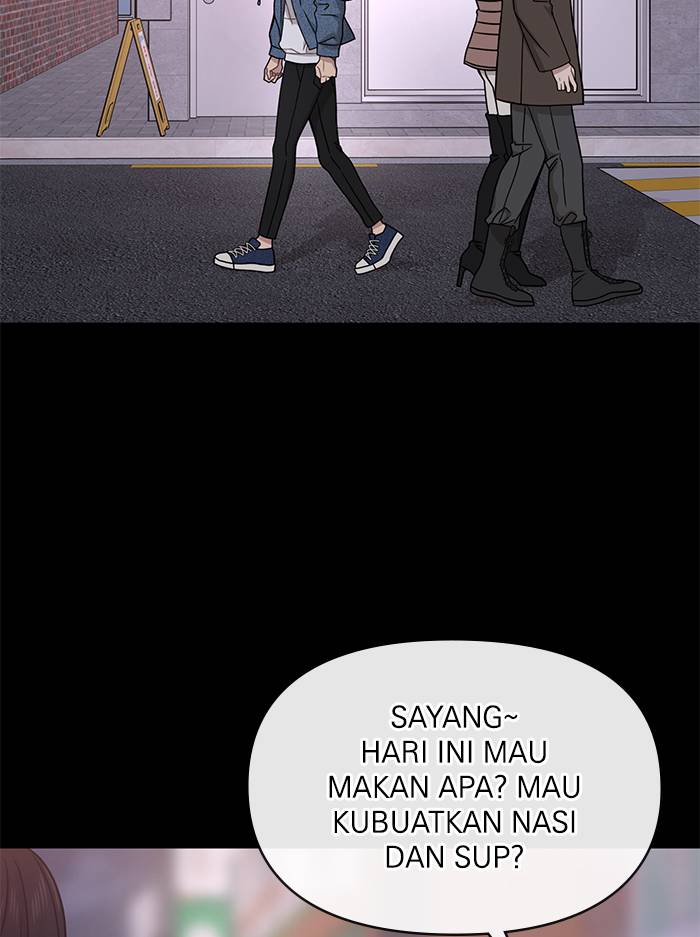 SAYANG~
HARI INI MAU
MAKAN APA? MAU
KUBUATKAN NASI
DAN SUP?